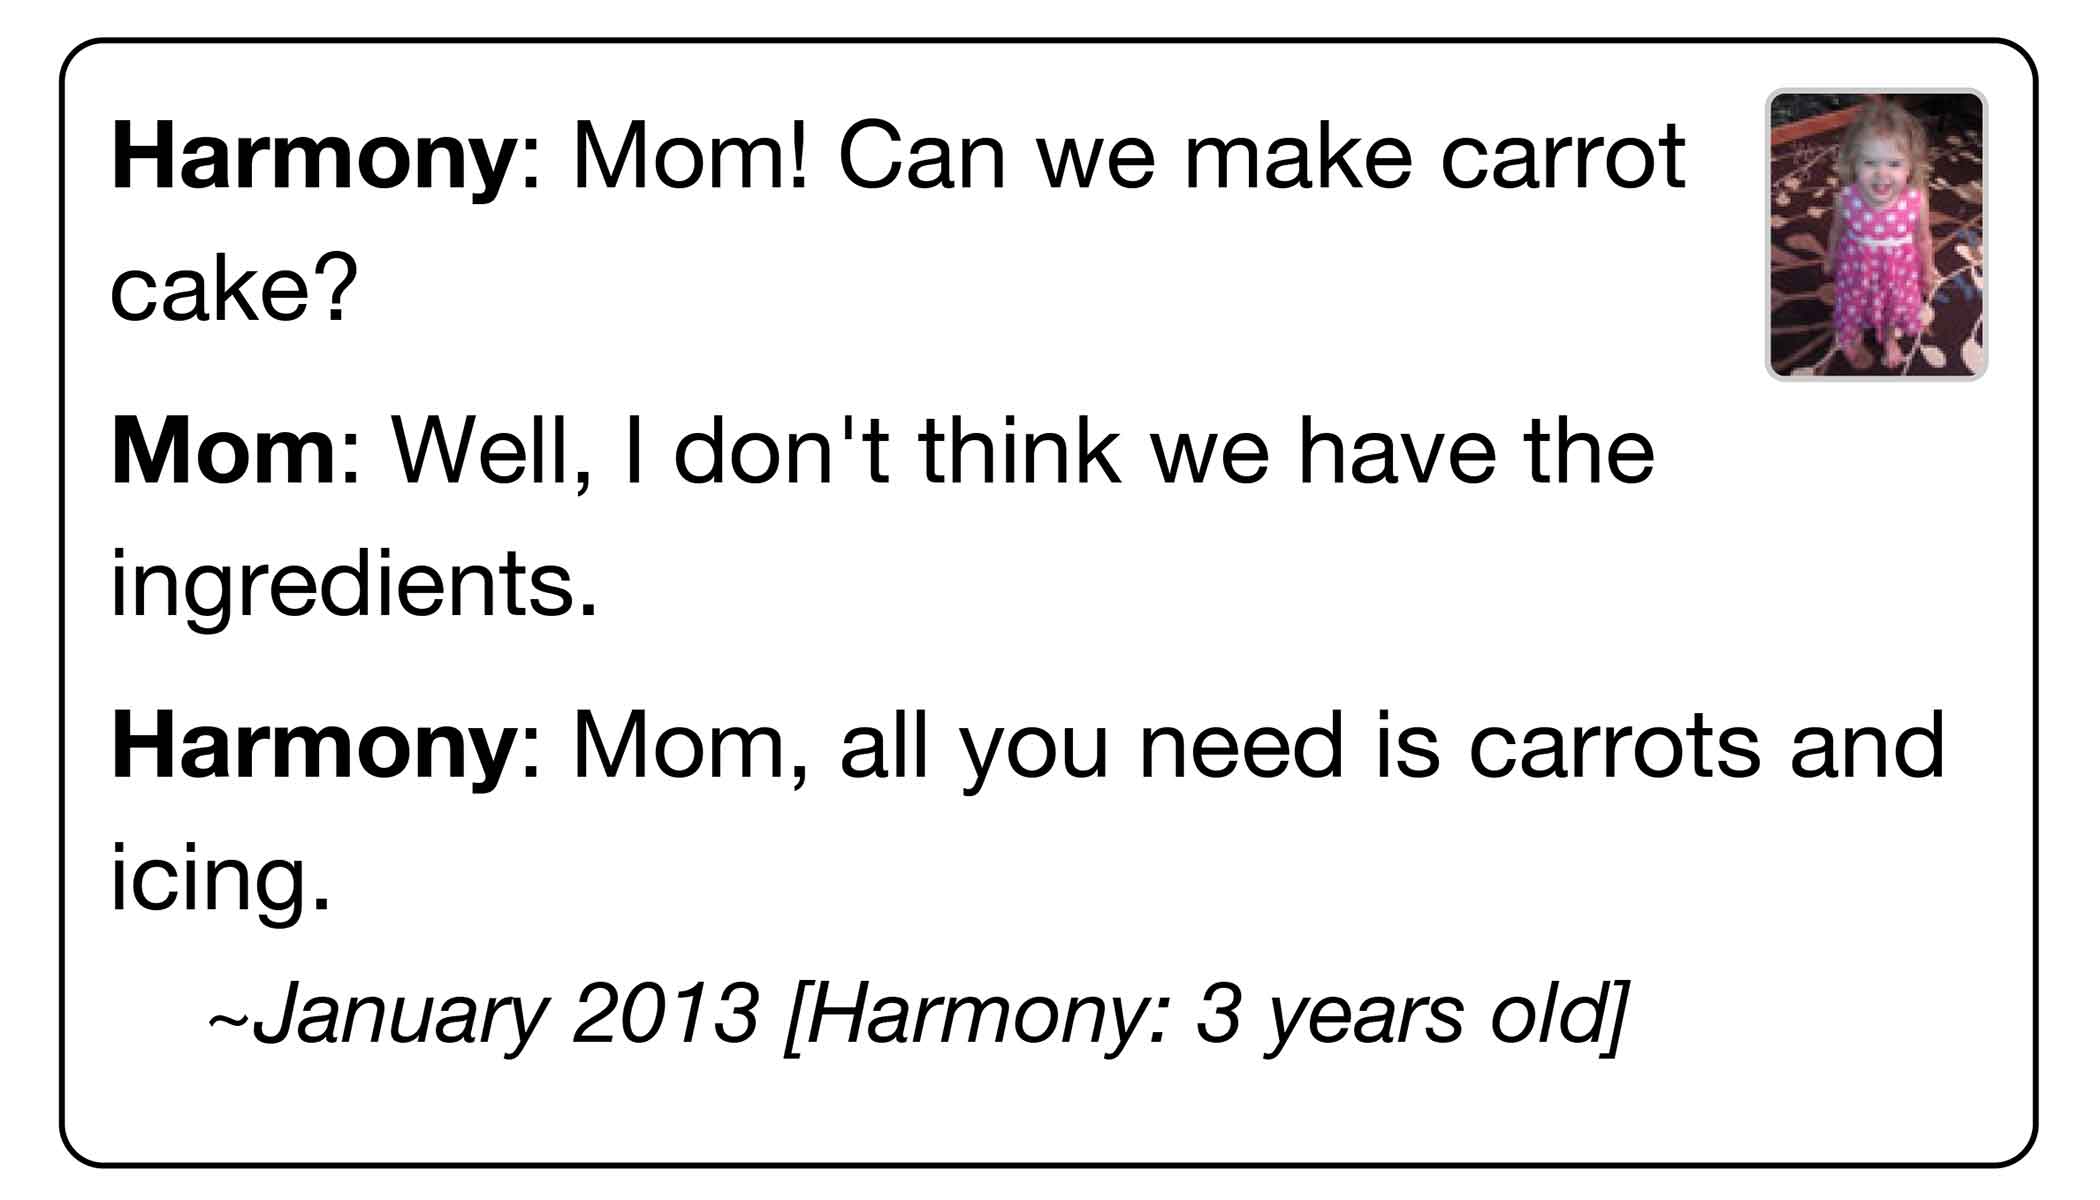 Harmony: Mom! Can we make carrot
cake?
Mom: Well, I don't think we have the
ingredients.
Harmony: Mom, all you need is carrots and
icing.
~January 2013 [Harmony: 3 years old]